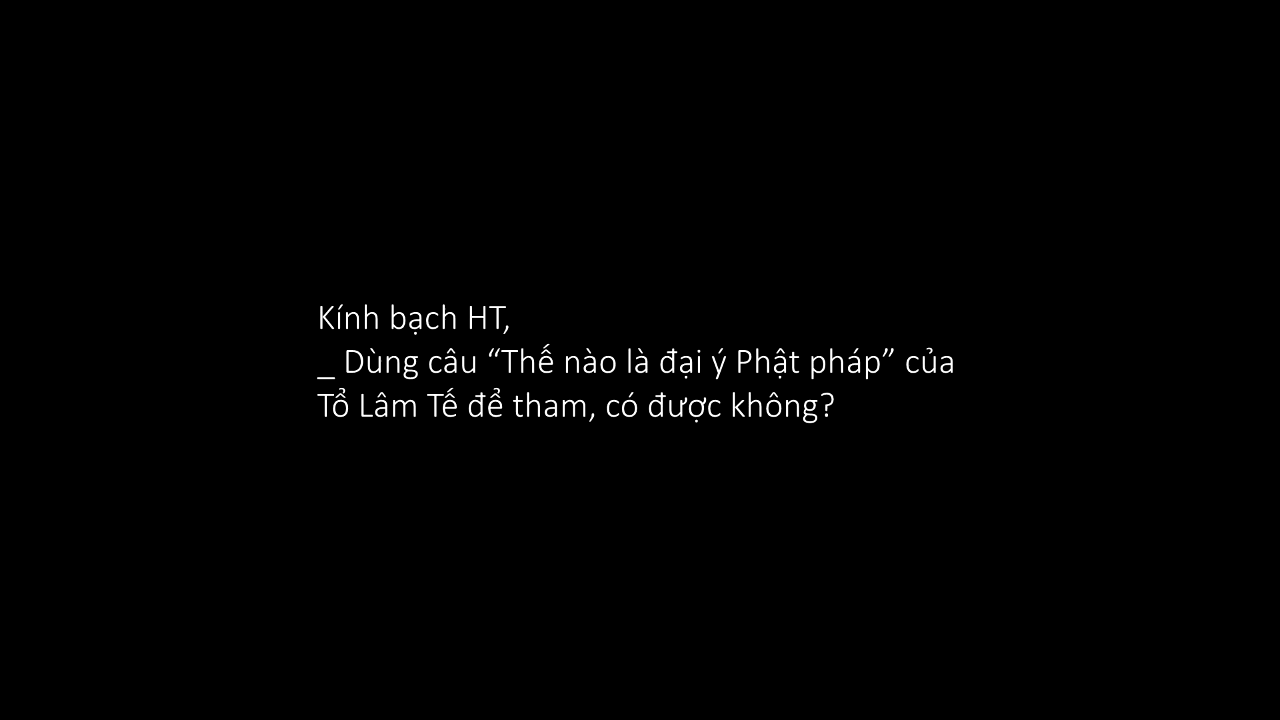 Kính bạch HT,
_ Dùng câu “Thế nào là đại ý Phật pháp” của
Tổ Lâm Tế để tham, có được không?